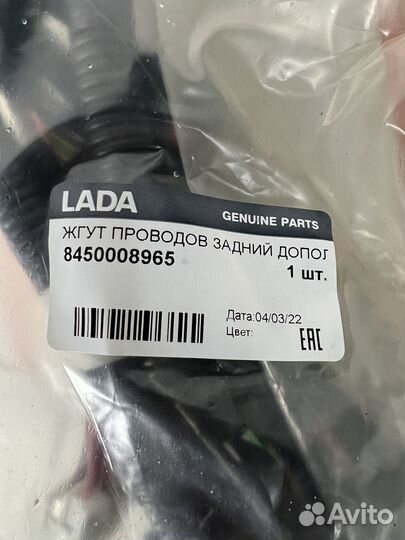 LADA
GENUINE PARTS
ЖГУТ ПРОВОДОВ ЗАДНИЙ ДОПОЛ
8450008965
1 шт.
Дата:04/03/22
Цвет:
EAC
Avito